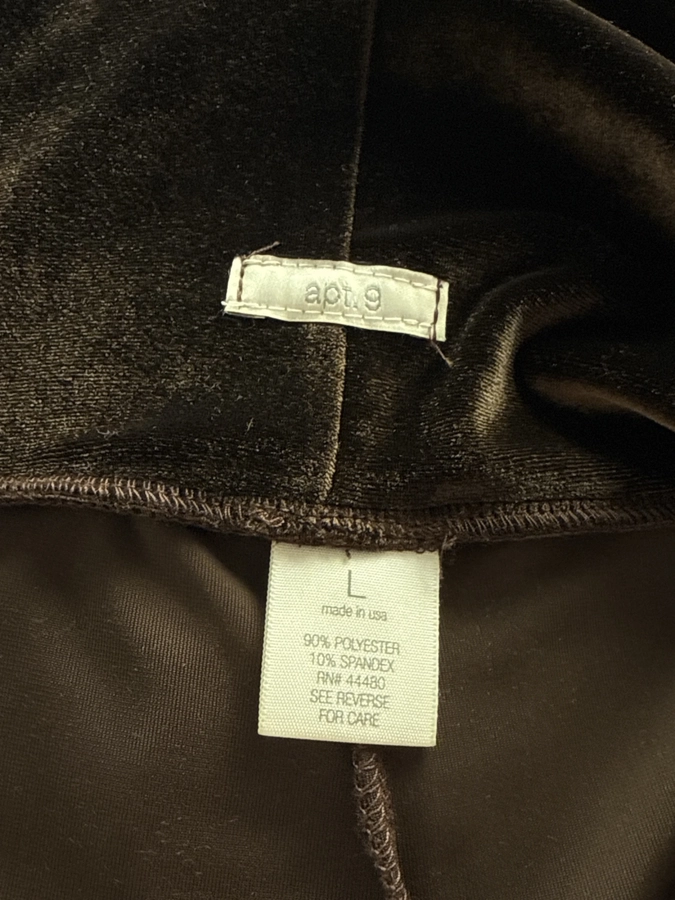 apt. 9
L
made in usa
90% POLYESTER
10% SPANDEX
RN# 44480
SEE REVERSE
FOR CARE